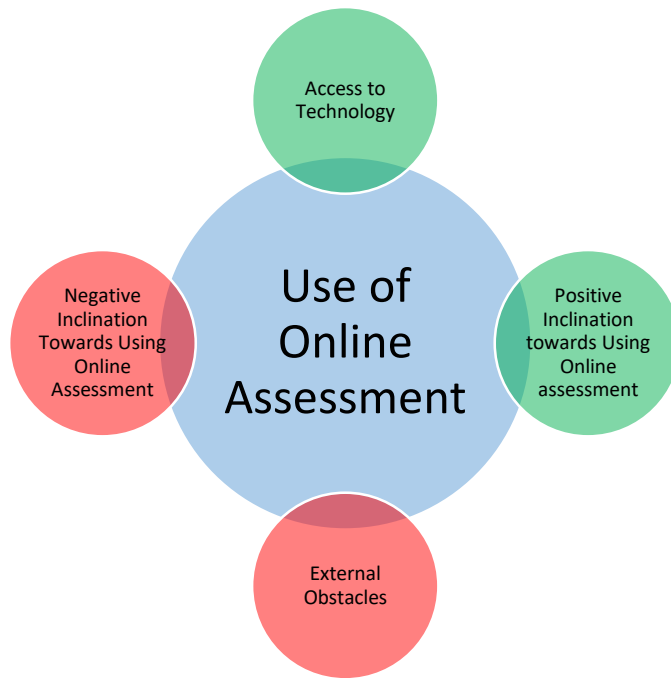 Access to
Technology
Negative
Inclination
Towards Using
Online
Assessment
Use of
Online
Assessment
Positive
Inclination
towards Using
Online
assessment
External
Obstacles